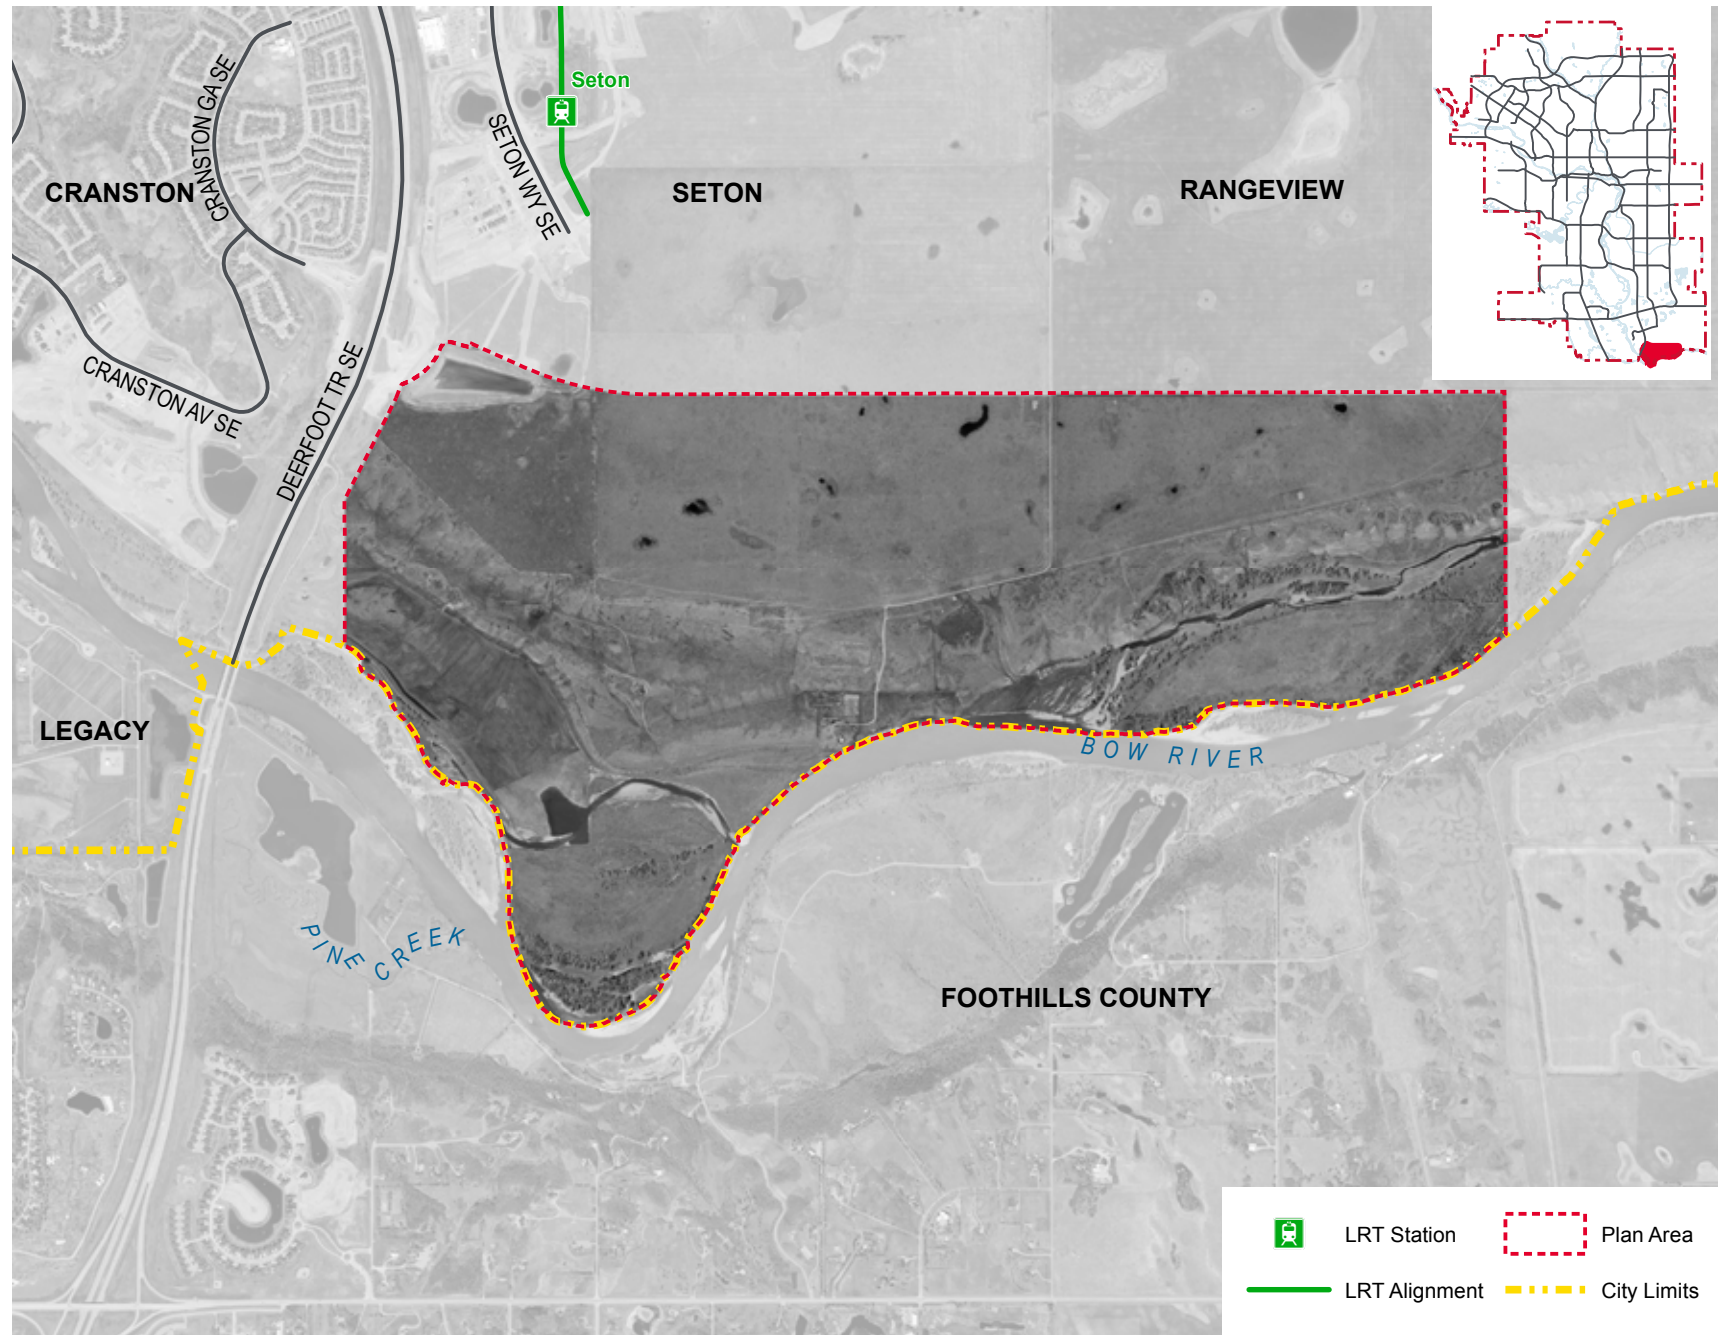 Seton
CRANSTON GA SE
SETON WY SE
CRANSTON
SETON
RANGEVIEW
CRANSTON AV SE
DEERFOOT TR SE
LEGACY
BOW RIVER
PINE CREEK
FOOTHILLS COUNTY
LRT Station
Plan Area
LRT Alignment
City Limits